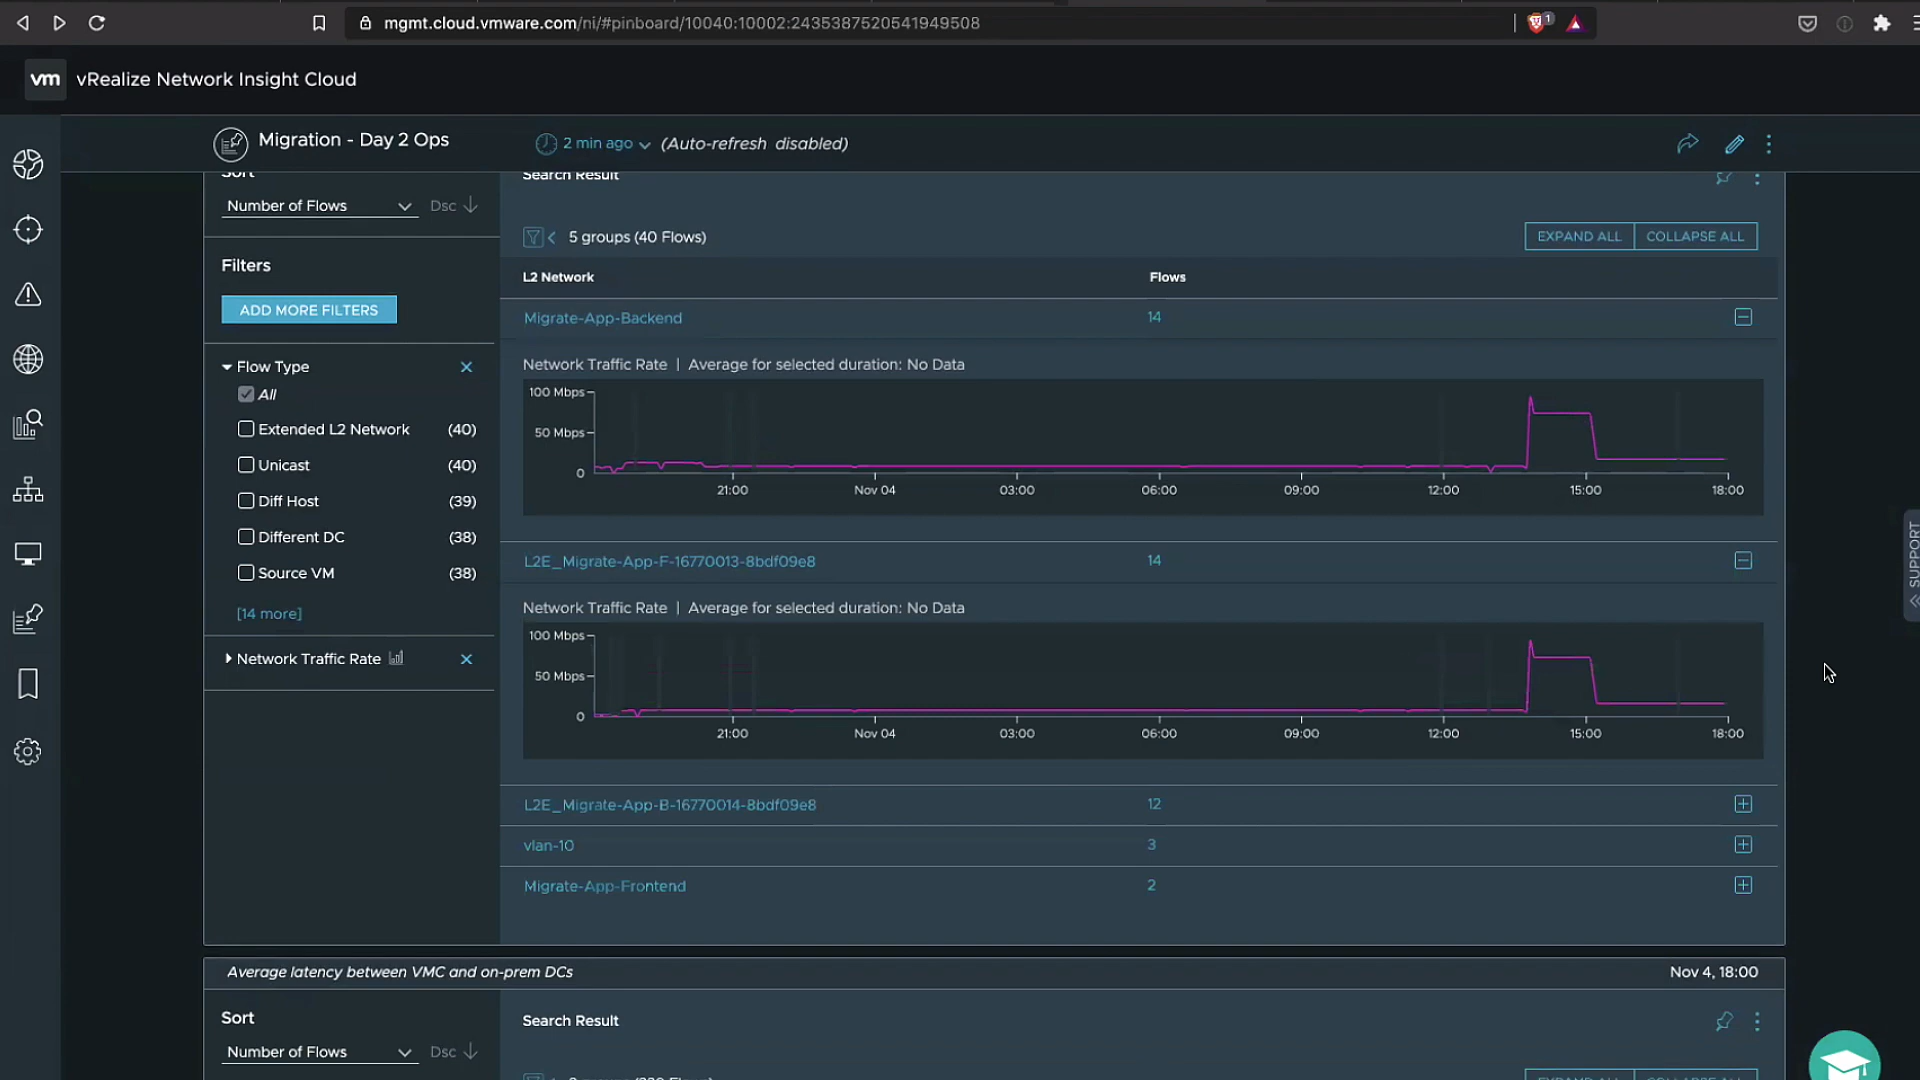 mgmt.cloud.vmware.com/ni/#pinboard/10040:10002:2435387520541949508
1
vm vRealize Network Insight Cloud
Migration - Day 2 Ops
2 min ago (Auto-refresh disabled)
Sort
Number of Flows Dsc
Filters
ADD MORE FILTERS
Flow Type
All
Extended L2 Network (40)
Unicast (40)
Diff Host (39)
Different DC (38)
Source VM (38)
[14 more]
Network Traffic Rate
Search Result
5 groups (40 Flows)
EXPAND ALL COLLAPSE ALL
L2 Network Flows
Migrate-App-Backend 14
Network Traffic Rate | Average for selected duration: No Data
100 Mbps
50 Mbps
0
21:00 Nov 04 03:00 06:00 09:00 12:00 15:00 18:00
L2E_Migrate-App-F-16770013-8bdf09e8 14
Network Traffic Rate | Average for selected duration: No Data
100 Mbps
50 Mbps
0
21:00 Nov 04 03:00 06:00 09:00 12:00 15:00 18:00
L2E_Migrate-App-B-16770014-8bdf09e8 12
vlan-10 3
Migrate-App-Frontend 2
SUPPORT
Average latency between VMC and on-prem DCs Nov 4, 18:00
Sort
Number of Flows Dsc
Search Result